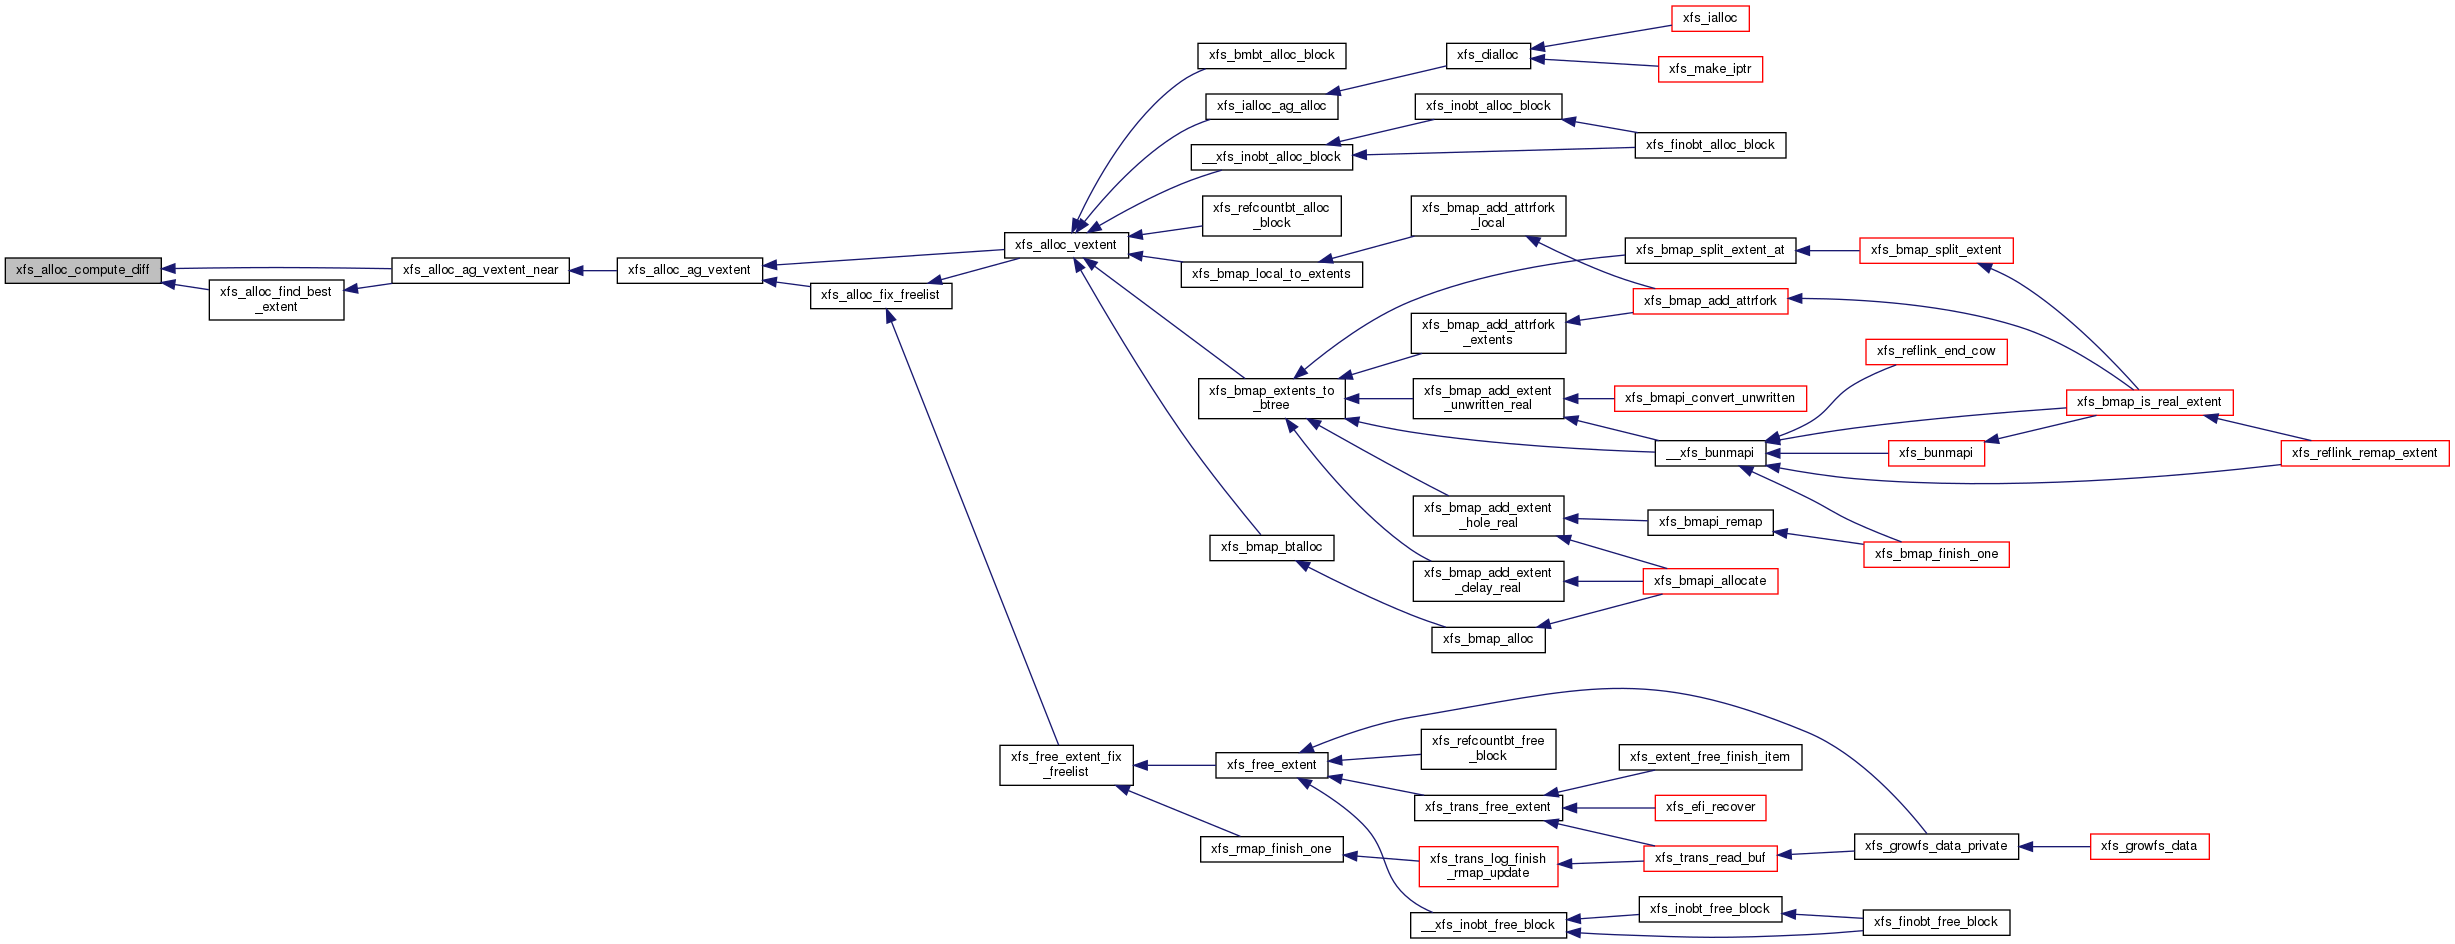 xfs_alloc_compute_diff
xfs_alloc_find_best
_extent
xfs_alloc_ag_vextent_near
xfs_alloc_ag_vextent
xfs_alloc_fix_freelist
xfs_alloc_vextent
xfs_free_extent_fix
_freelist
xfs_bmbt_alloc_block
xfs_ialloc_ag_alloc
__xfs_inobt_alloc_block
xfs_refcountbt_alloc
_block
xfs_bmap_local_to_extents
xfs_bmap_extents_to
_btree
xfs_bmap_btalloc
xfs_free_extent
xfs_rmap_finish_one
xfs_dialloc
xfs_inobt_alloc_block
xfs_bmap_add_attrfork
_local
xfs_bmap_add_attrfork
_extents
xfs_bmap_add_extent
_unwritten_real
xfs_bmap_add_extent
_hole_real
xfs_bmap_add_extent
_delay_real
xfs_bmap_alloc
xfs_refcountbt_free
_block
xfs_trans_free_extent
xfs_trans_log_finish
_rmap_update
__xfs_inobt_free_block
xfs_ialloc
xfs_make_iptr
xfs_finobt_alloc_block
xfs_bmap_split_extent_at
xfs_bmap_add_attrfork
xfs_bmapi_convert_unwritten
__xfs_bunmapi
xfs_bmapi_remap
xfs_bmapi_allocate
xfs_extent_free_finish_item
xfs_efi_recover
xfs_trans_read_buf
xfs_inobt_free_block
xfs_bmap_split_extent
xfs_reflink_end_cow
xfs_bunmapi
xfs_bmap_finish_one
xfs_growfs_data_private
xfs_finobt_free_block
xfs_bmap_is_real_extent
xfs_growfs_data
xfs_reflink_remap_extent